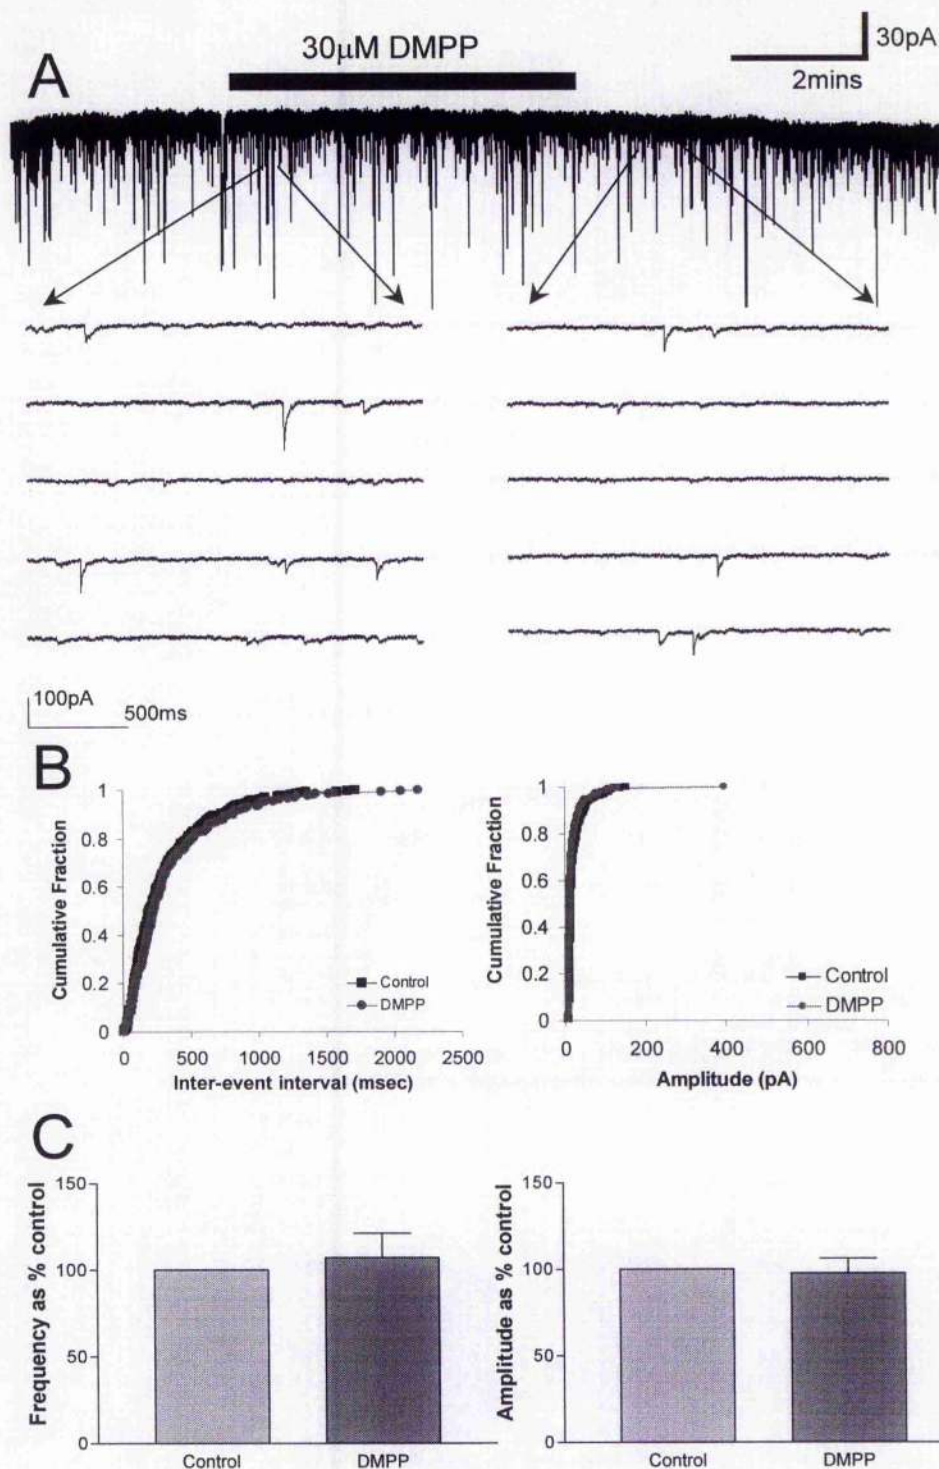 A
30μM DMPP
30pA
2mins
100pA
500ms
B
Cumulative Fraction
1
0.8
0.6
0.4
0.2
0
0 500 1000 1500 2000 2500
Inter-event interval (msec)
Control
DMPP
Cumulative Fraction
1
0.8
0.6
0.4
0.2
0
0 200 400 600 800
Amplitude (pA)
Control
DMPP
C
Frequency as % control
150
100
50
0
Control DMPP
Amplitude as % control
150
100
50
0
Control DMPP